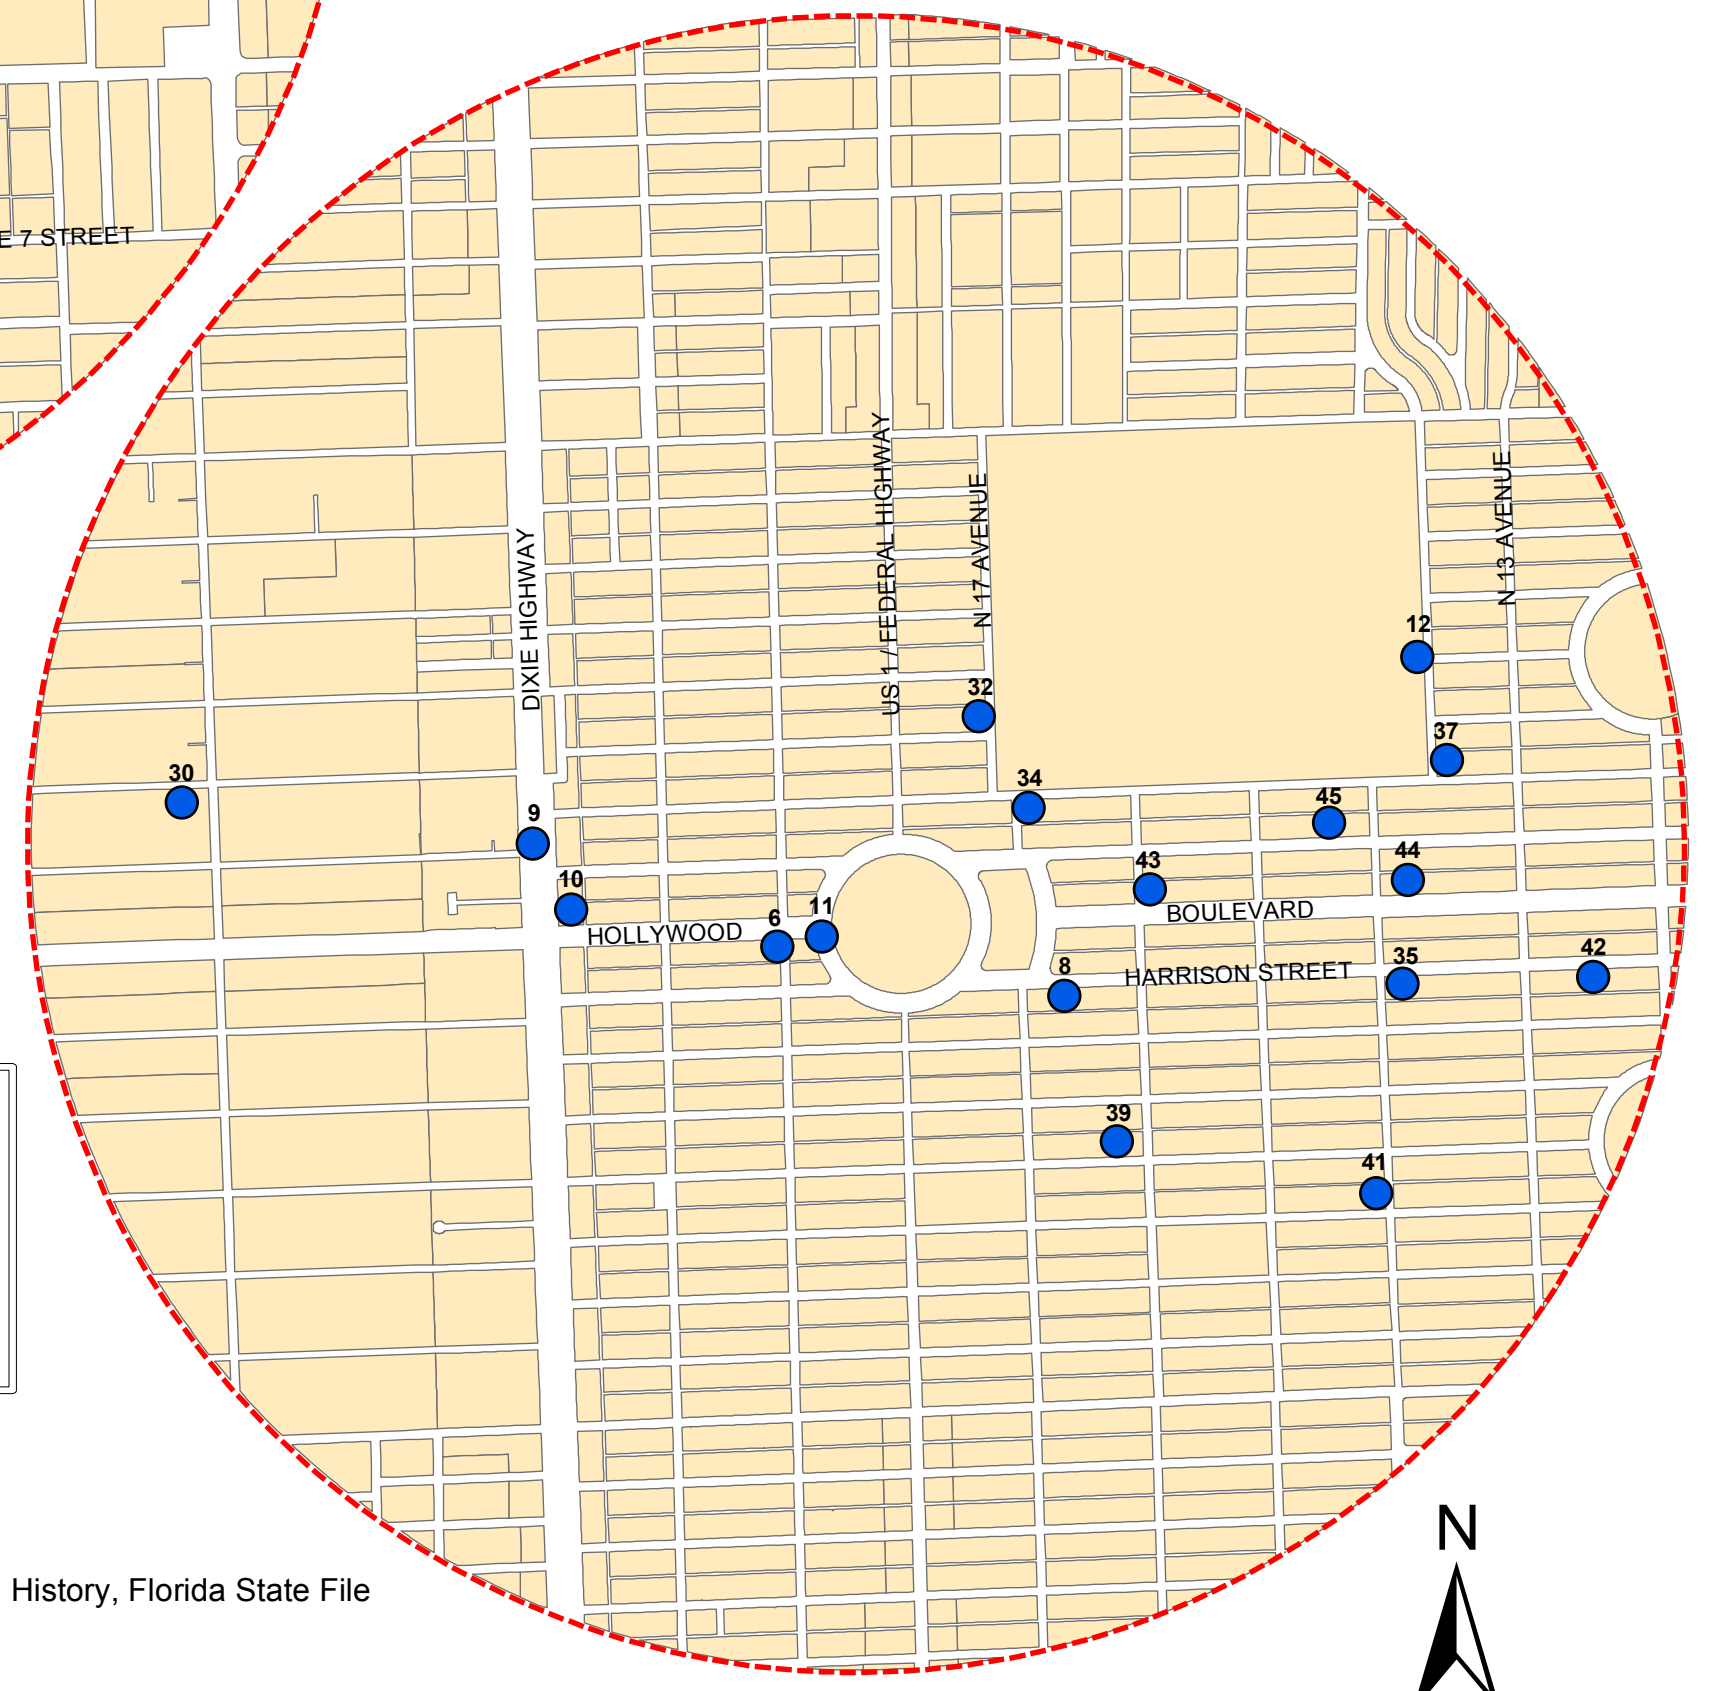 E 7 STREET
US 1 / FEDERAL HIGHWAY
N 17 AVENUE
N 13 AVENUE
DIXIE HIGHWAY
12
32
37
30
34
45
9
43
44
10
BOULEVARD
6
11
HOLLYWOOD
8
HARRISON STREET
35
42
39
41
N
History, Florida State File